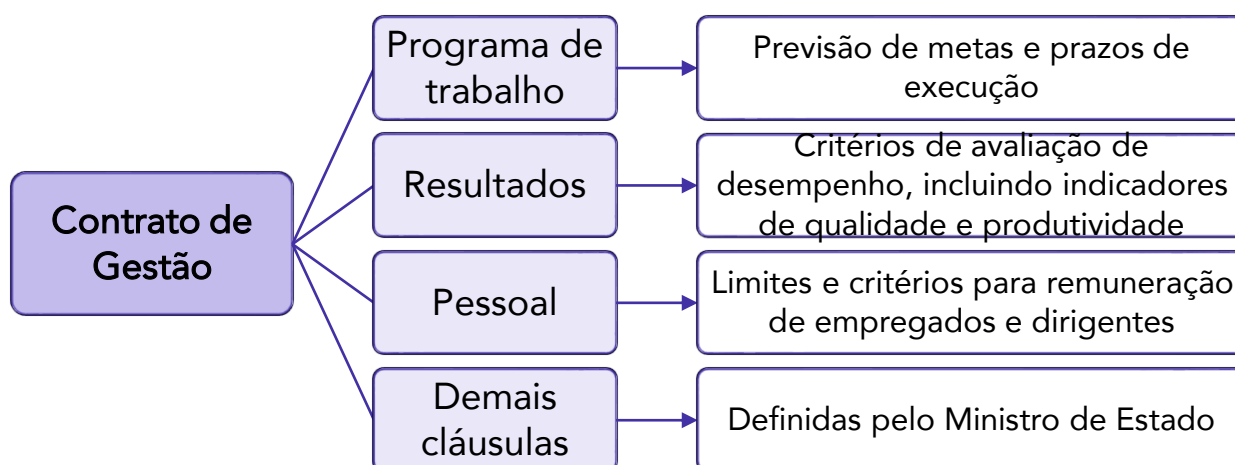 Programa de
trabalho
Previsão de metas e prazos de
execução
Resultados
Critérios de avaliação de
desempenho, incluindo indicadores
de qualidade e produtividade
Contrato de
Gestão
Pessoal
Limites e critérios para remuneração
de empregados e dirigentes
Demais
cláusulas
Definidas pelo Ministro de Estado